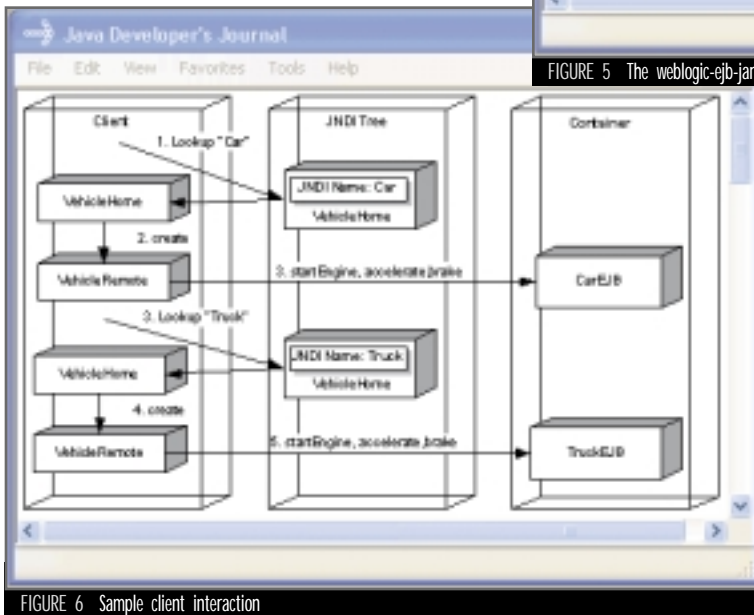 Java Developer's Journal
File Edit View Favorites Tools Help
FIGURE 5 The weblogic-ejb-jar
Client
JNDI Tree
Container
1. Lookup "Car"
JNDI Name: Car
VehicleHome
VehicleHome
2. create
VehicleRemote
3. startEngine, accelerate,brake
CarEJB
3. Lookup "Truck"
JNDI Name: Truck
VehicleHome
VehicleHome
4. create
VehicleRemote
5. startEngine, accelerate,brake
TruckEJB
FIGURE 6 Sample client interaction